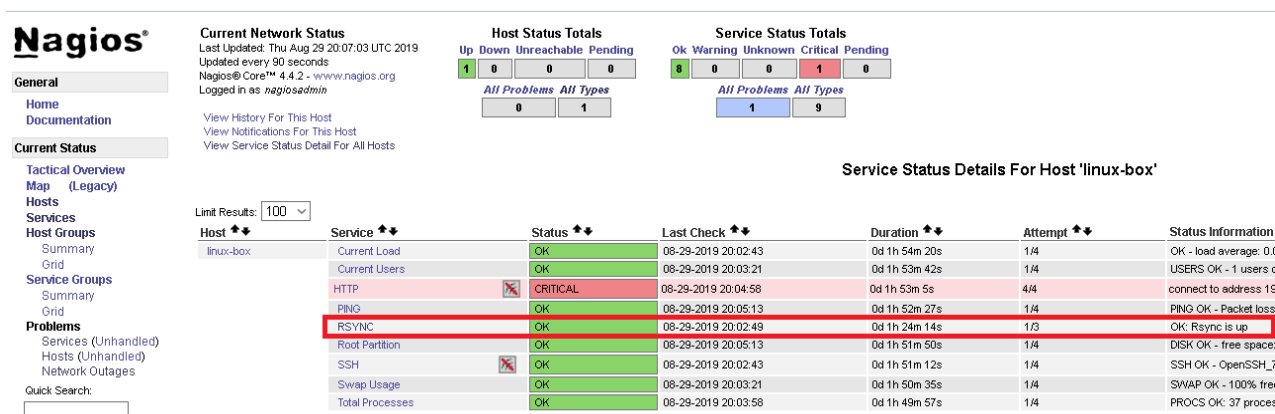 Nagios®
General
Home
Documentation
Current Status
Tactical Overview
Map (Legacy)
Hosts
Services
Host Groups
Summary
Grid
Service Groups
Summary
Grid
Problems
Services (Unhandled)
Hosts (Unhandled)
Network Outages
Quick Search:
Current Network Status
Last Updated: Thu Aug 29 20:07:03 UTC 2019
Updated every 90 seconds
Nagios® Core™ 4.4.2 - www.nagios.org
Logged in as nagiosadmin
View History For This Host
View Notifications For This Host
View Service Status Detail For All Hosts
Host Status Totals
Up Down Unreachable Pending
1 0 0 0
All Problems All Types
0 1
Service Status Totals
Ok Warning Unknown Critical Pending
8 0 0 1 0
All Problems All Types
1 9
Service Status Details For Host 'linux-box'
Limit Results: 100
Host Service Status Last Check Duration Attempt Status Information
linux-box Current Load OK 08-29-2019 20:02:43 0d 1h 54m 20s 1/4 OK - load average: 0.0
Current Users OK 08-29-2019 20:03:21 0d 1h 53m 42s 1/4 USERS OK - 1 users
HTTP CRITICAL 08-29-2019 20:04:58 0d 1h 53m 5s 4/4 connect to address 19
PING OK 08-29-2019 20:05:13 0d 1h 52m 27s 1/4 PING OK - Packet loss
RSYNC OK 08-29-2019 20:02:49 0d 1h 24m 14s 1/3 OK: Rsync is up
Root Partition OK 08-29-2019 20:05:13 0d 1h 51m 50s 1/4 DISK OK - free space:
SSH OK 08-29-2019 20:02:43 0d 1h 51m 12s 1/4 SSH OK - OpenSSH_7
Swap Usage OK 08-29-2019 20:03:21 0d 1h 50m 35s 1/4 SWAP OK - 100% fre
Total Processes OK 08-29-2019 20:03:58 0d 1h 49m 57s 1/4 PROCS OK: 37 proces